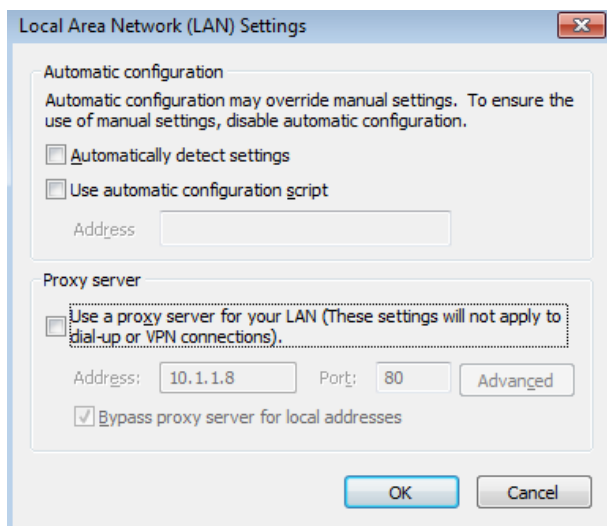 Local Area Network (LAN) Settings
Automatic configuration
Automatic configuration may override manual settings.  To ensure the
use of manual settings, disable automatic configuration.
Automatically detect settings
Use automatic configuration script
Address
Proxy server
Use a proxy server for your LAN (These settings will not apply to
dial-up or VPN connections).
Address: 10.1.1.8 Port: 80 Advanced
Bypass proxy server for local addresses
OK Cancel